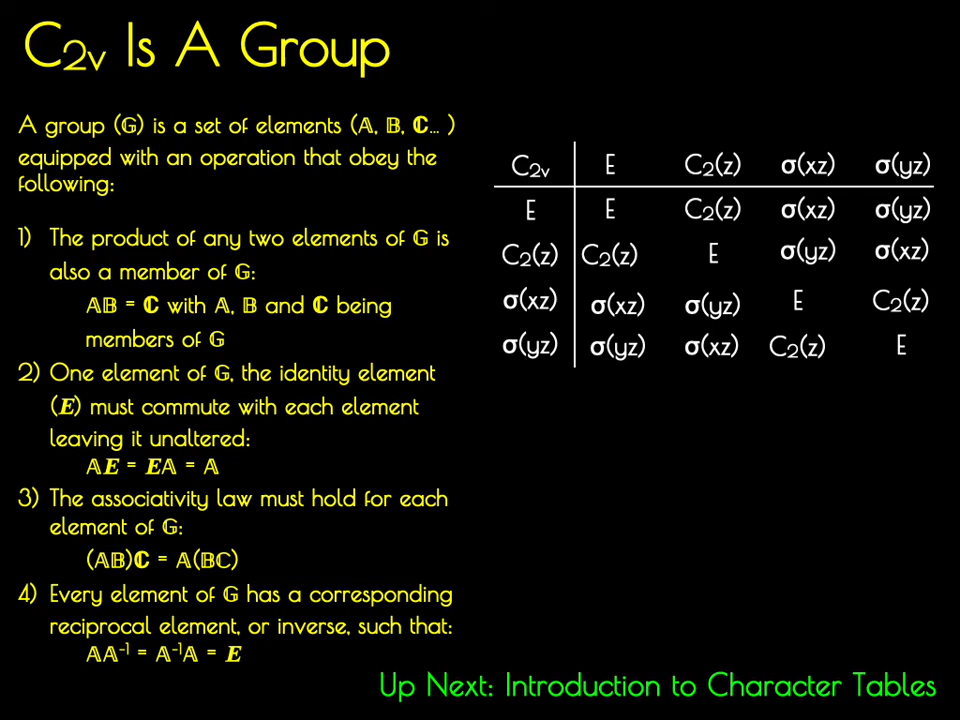 C₂ᵥ Is A Group
A group (𝔾) is a set of elements (𝔸, 𝔹, ℂ... )
equipped with an operation that obey the
following:
1) The product of any two elements of 𝔾 is
also a member of 𝔾:
𝔸𝔹 = ℂ with 𝔸, 𝔹 and ℂ being
members of 𝔾
2) One element of 𝔾, the identity element
(E) must commute with each element
leaving it unaltered:
𝔸E = E𝔸 = 𝔸
3) The associativity law must hold for each
element of 𝔾:
(𝔸𝔹)ℂ = 𝔸(𝔹ℂ)
4) Every element of 𝔾 has a corresponding
reciprocal element, or inverse, such that:
𝔸𝔸⁻¹ = 𝔸⁻¹𝔸 = E
C₂ᵥ E C₂(z) σ(xz) σ(yz)
E E C₂(z) σ(xz) σ(yz)
C₂(z) C₂(z) E σ(yz) σ(xz)
σ(xz) σ(xz) σ(yz) E C₂(z)
σ(yz) σ(yz) σ(xz) C₂(z) E
Up Next: Introduction to Character Tables